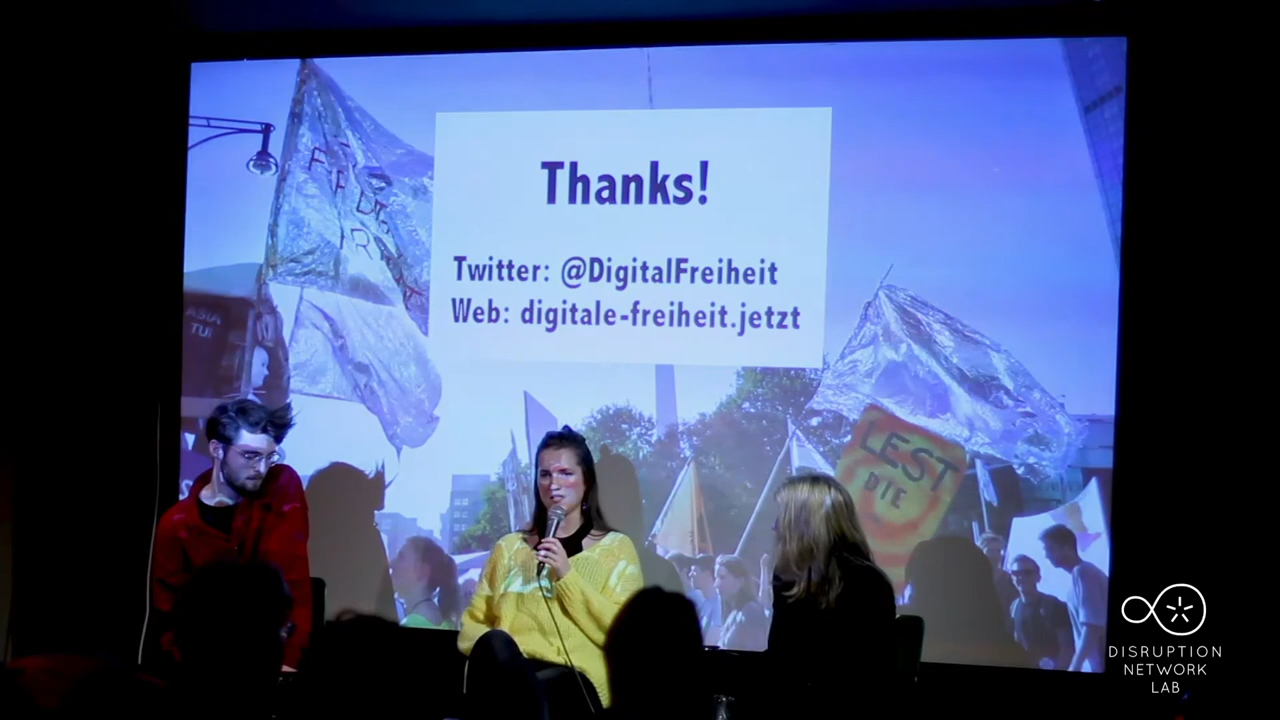 Thanks!
Twitter: @DigitalFreiheit
Web: digitale-freiheit.jetzt
LEST
DIE
DISRUPTION
NETWORK
LAB